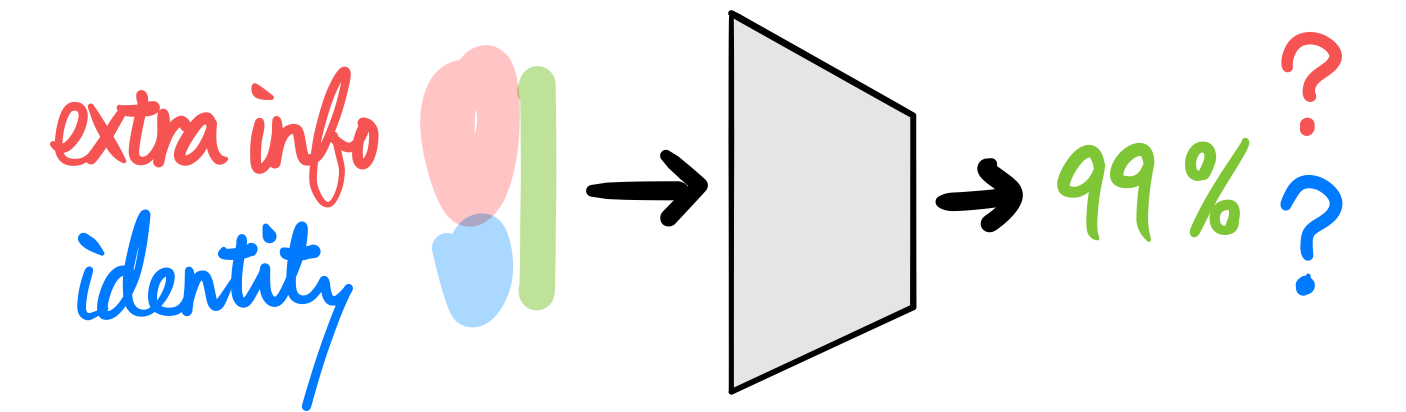 extra info
identity
99%
?
?